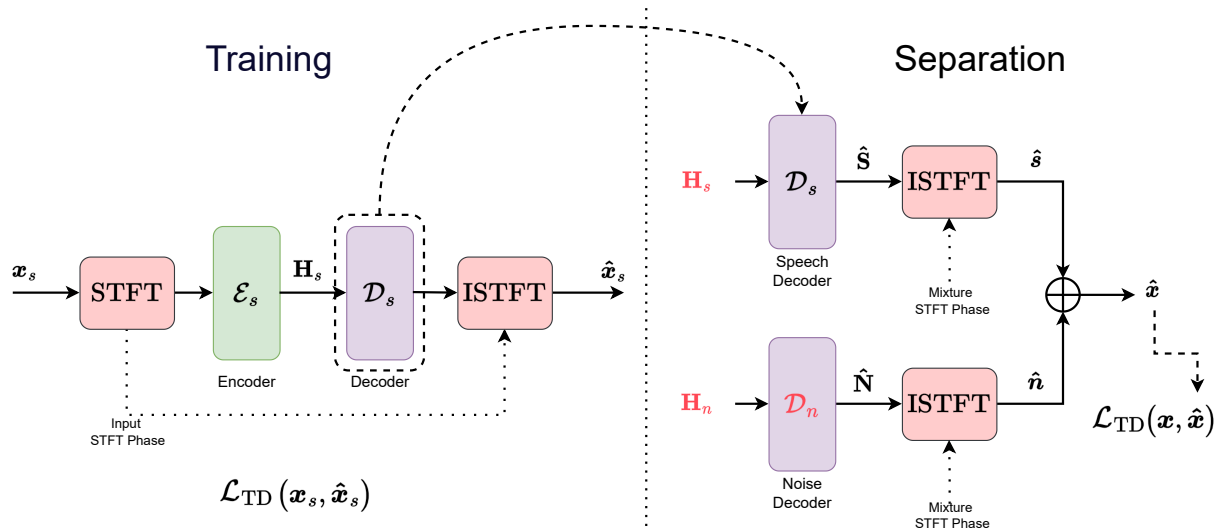 Training
x_s
STFT
ℰ_s
Encoder
H_s
𝒟_s
Decoder
ISTFT
x̂_s
Input
STFT Phase
ℒ_TD (x_s, x̂_s)
Separation
H_s
𝒟_s
Speech
Decoder
Ŝ
ISTFT
ŝ
Mixture
STFT Phase
H_n
𝒟_n
Noise
Decoder
N̂
ISTFT
n̂
Mixture
STFT Phase
x̂
ℒ_TD(x, x̂)